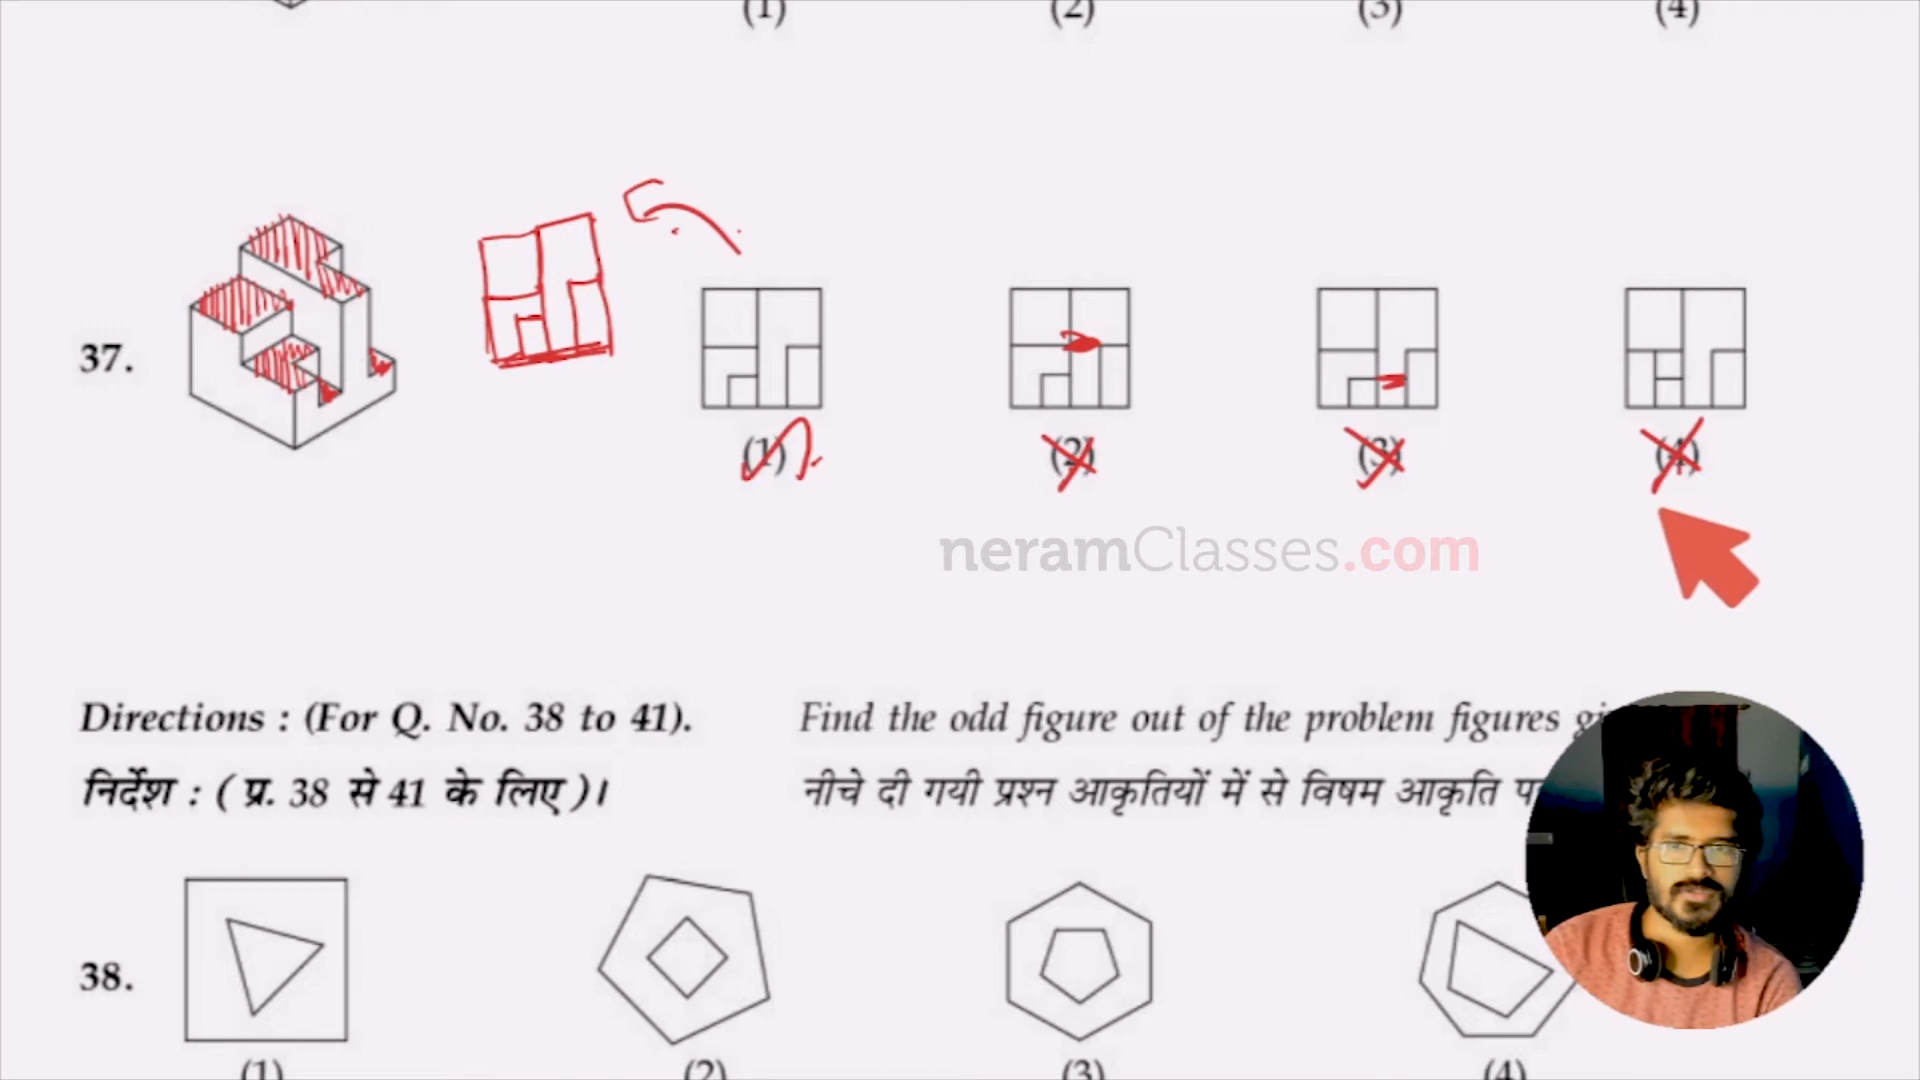 (1) (2) (3) (4)
37.
(1) (2) (3) (4)
neramClasses.com
Directions : (For Q. No. 38 to 41). Find the odd figure out of the problem figures
निर्देश : ( प्र. 38 से 41 के लिए )। नीचे दी गयी प्रश्न आकृतियों में से विषम आकृति
38.
(1) (2) (3) (4)